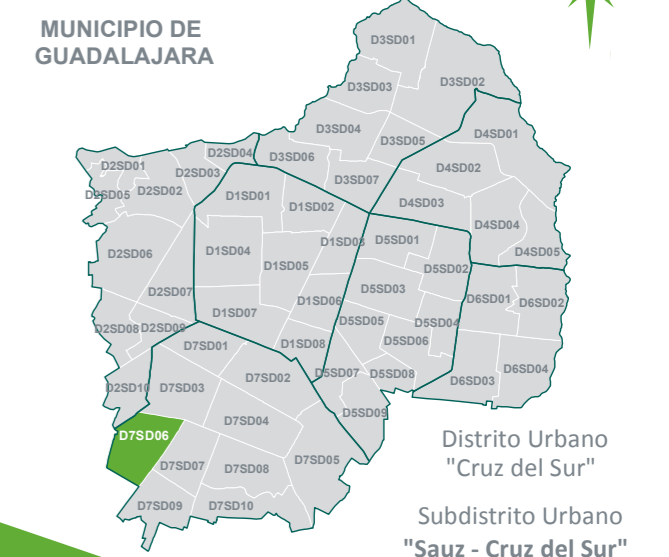 MUNICIPIO DE
GUADALAJARA
D3SD01
D3SD02
D3SD03
D3SD04
D4SD01
D3SD05
D2SD04
D3SD06
D2SD01
D4SD02
D2SD03
D3SD07
D2SD05
D2SD02
D1SD01
D4SD03
D1SD02
D4SD04
D1SD03
D5SD01
D4SD05
D2SD06
D1SD04
D1SD05
D5SD02
D2SD07
D5SD03
D1SD06
D6SD01
D6SD02
D1SD07
D5SD05
D5SD04
D2SD08
D2SD09
D5SD06
D7SD01
D1SD08
D6SD04
D5SD07
D5SD08
D7SD02
D6SD03
D2SD10
D7SD03
D5SD09
D7SD04
D7SD06
D7SD05
D7SD07
D7SD08
D7SD09
D7SD10
Distrito Urbano
"Cruz del Sur"
Subdistrito Urbano
"Sauz - Cruz del Sur"